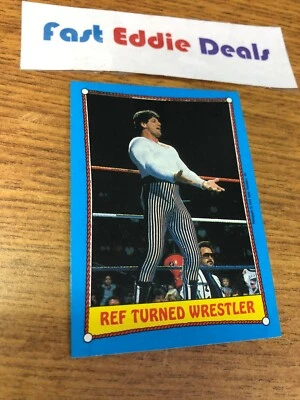 Fast Eddie Deals
REF TURNED WRESTLER